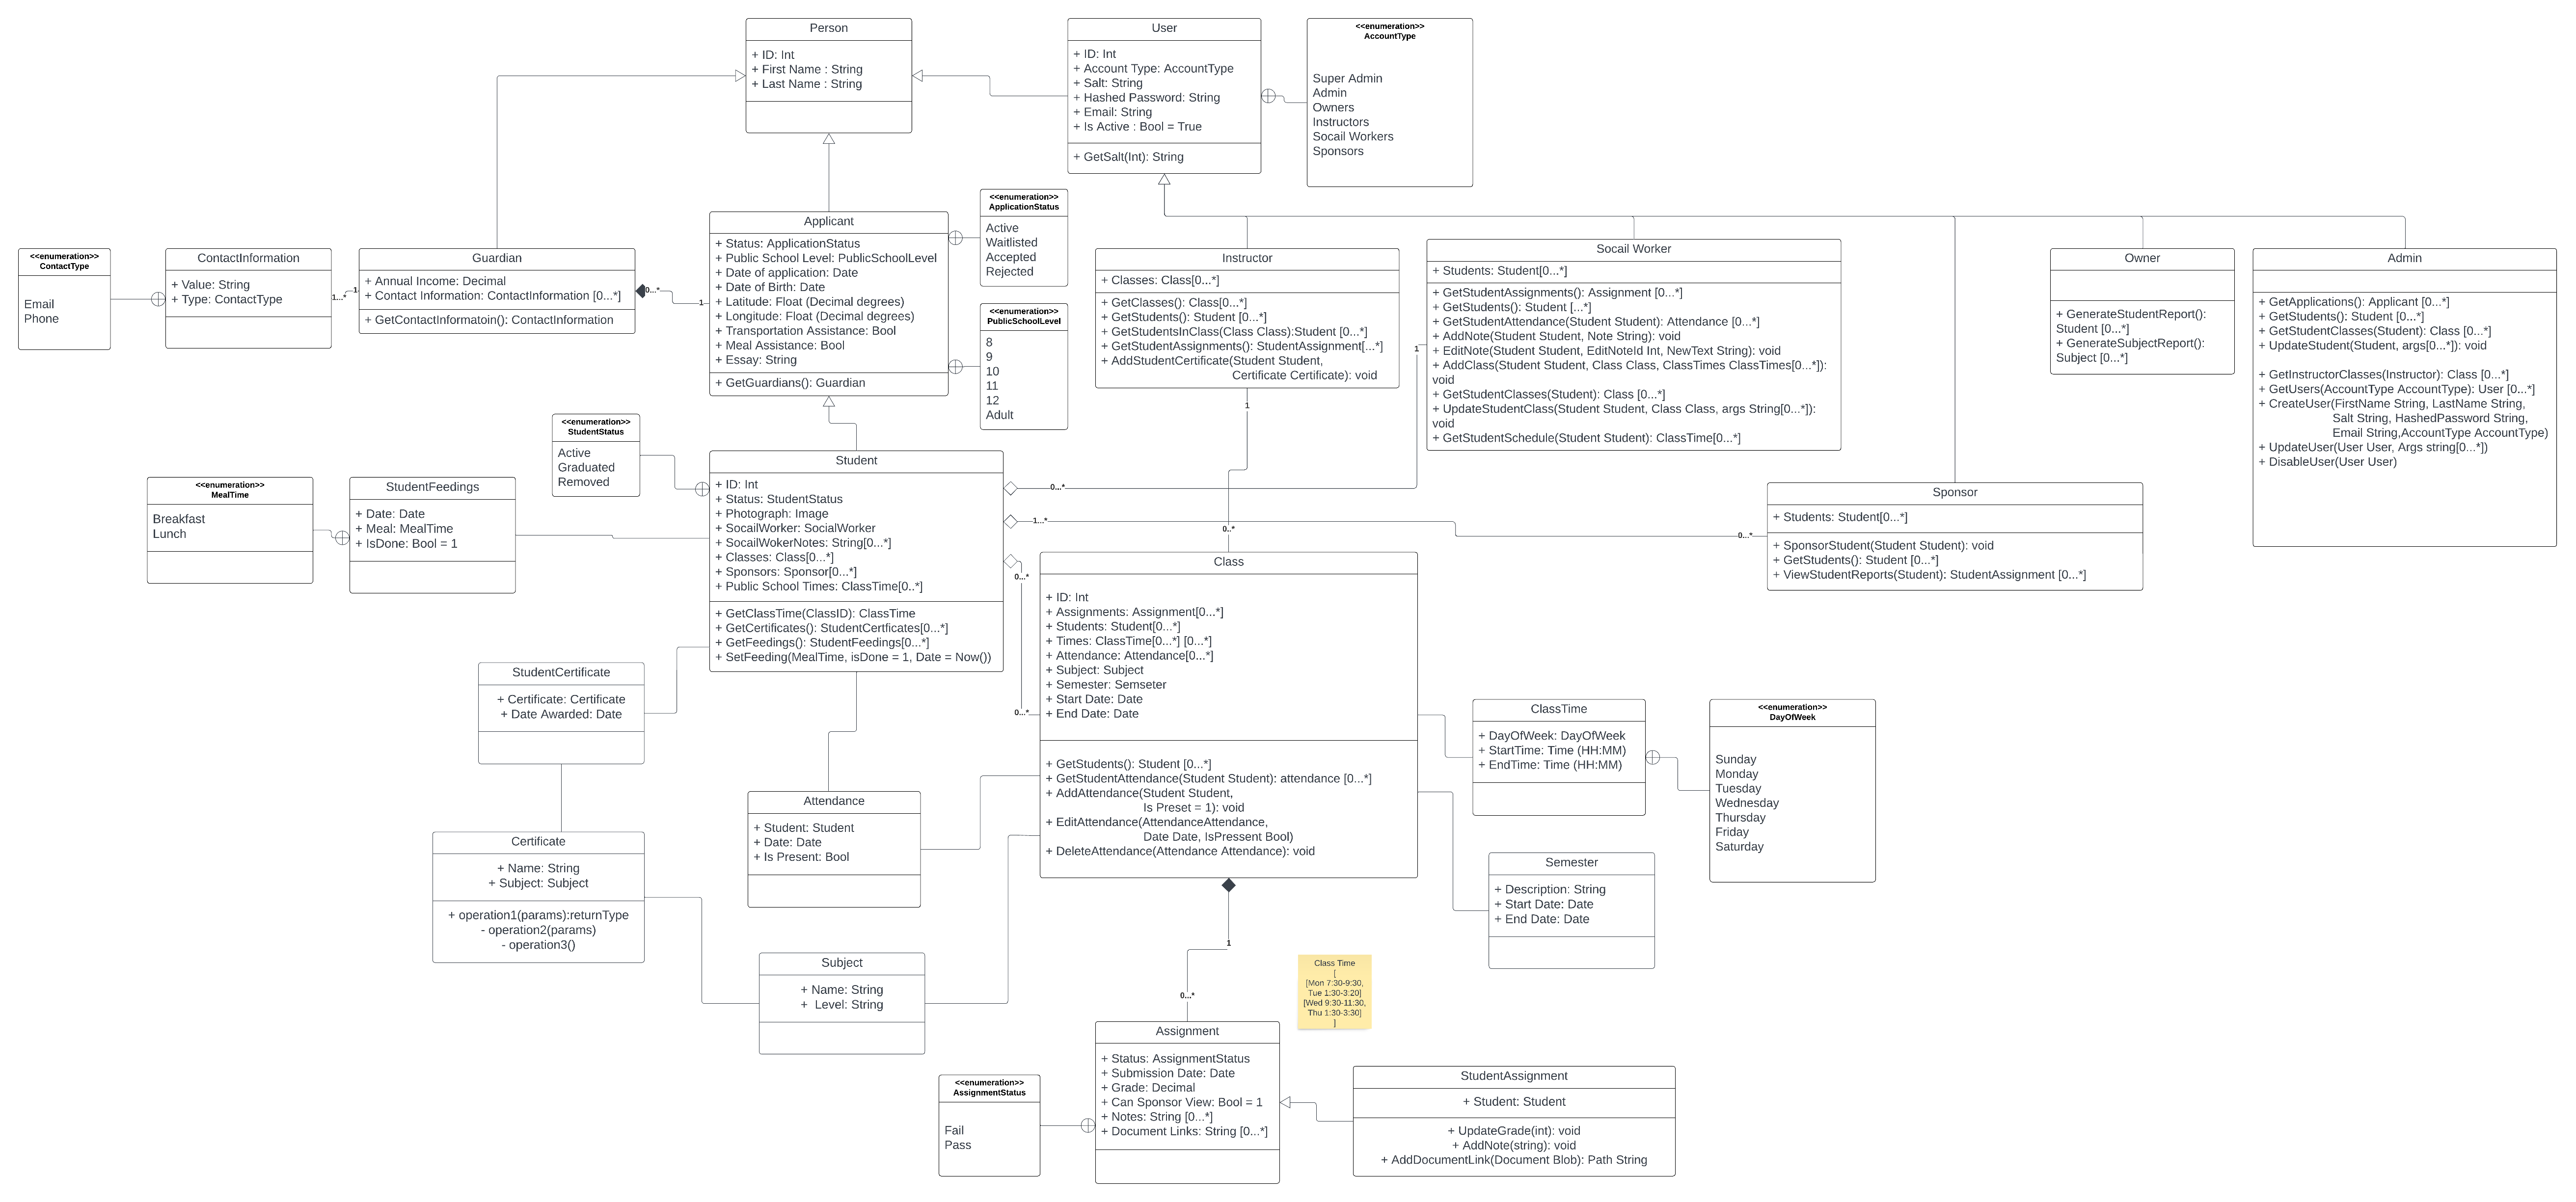 Person
+ ID: Int
+ First Name : String
+ Last Name : String
User
+ ID: Int
+ Account Type: AccountType
+ Salt: String
+ Hashed Password: String
+ Email: String
+ Is Active : Bool = True
+ GetSalt(Int): String
<<enumeration>>
AccountType
Super Admin
Admin
Owners
Instructors
Socail Workers
Sponsors
<<enumeration>>
ContactType
Email
Phone
ContactInformation
+ Value: String
+ Type: ContactType
1...*
1
Guardian
+ Annual Income: Decimal
+ Contact Information: ContactInformation [0...*]
+ GetContactInformatoin(): ContactInformation
0...*
1
Applicant
+ Status: ApplicationStatus
+ Public School Level: PublicSchoolLevel
+ Date of application: Date
+ Date of Birth: Date
+ Latitude: Float (Decimal degrees)
+ Longitude: Float (Decimal degrees)
+ Transportation Assistance: Bool
+ Meal Assistance: Bool
+ Essay: String
+ GetGuardians(): Guardian
<<enumeration>>
ApplicationStatus
Active
Waitlisted
Accepted
Rejected
<<enumeration>>
PublicSchoolLevel
8
9
10
11
12
Adult
Instructor
+ Classes: Class[0...*]
+ GetClasses(): Class[0...*]
+ GetStudents(): Student [0...*]
+ GetStudentsInClass(Class Class):Student [0...*]
+ GetStudentAssignments(): StudentAssignment[...*]
+ AddStudentCertificate(Student Student,
Certificate Certificate): void
1
0..*
Socail Worker
+ Students: Student[0...*]
+ GetStudentAssignments(): Assignment [0...*]
+ GetStudents(): Student [...*]
+ GetStudentAttendance(Student Student): Attendance [0...*]
+ AddNote(Student Student, Note String): void
+ EditNote(Student Student, EditNoteId Int, NewText String): void
+ AddClass(Student Student, Class Class, ClassTimes ClassTimes[0...*]):
void
+ GetStudentClasses(Student): Class [0...*]
+ UpdateStudentClass(Student Student, Class Class, args String[0...*]):
void
+ GetStudentSchedule(Student Student): ClassTime[0...*]
1
0...*
Owner
+ GenerateStudentReport():
Student [0...*]
+ GenerateSubjectReport():
Subject [0...*]
Admin
+ GetApplications(): Applicant [0...*]
+ GetStudents(): Student [0...*]
+ GetStudentClasses(Student): Class [0...*]
+ UpdateStudent(Student, args[0...*]): void
+ GetInstructorClasses(Instructor): Class [0...*]
+ GetUsers(AccountType AccountType): User [0...*]
+ CreateUser(FirstName String, LastName String,
Salt String, HashedPassword String,
Email String,AccountType AccountType)
+ UpdateUser(User User, Args string[0...*])
+ DisableUser(User User)
<<enumeration>>
StudentStatus
Active
Graduated
Removed
<<enumeration>>
MealTime
Breakfast
Lunch
StudentFeedings
+ Date: Date
+ Meal: MealTime
+ IsDone: Bool = 1
Student
+ ID: Int
+ Status: StudentStatus
+ Photograph: Image
+ SocailWorker: SocialWorker
+ SocailWokerNotes: String[0...*]
+ Classes: Class[0...*]
+ Sponsors: Sponsor[0...*]
+ Public School Times: ClassTime[0..*]
+ GetClassTime(ClassID): ClassTime
+ GetCertificates(): StudentCertficates[0...*]
+ GetFeedings(): StudentFeedings[0...*]
+ SetFeeding(MealTime, isDone = 1, Date = Now())
1...*
0...*
0...*
0...*
Sponsor
+ Students: Student[0...*]
+ SponsorStudent(Student Student): void
+ GetStudents(): Student [0...*]
+ ViewStudentReports(Student): StudentAssignment [0...*]
Class
+ ID: Int
+ Assignments: Assignment[0...*]
+ Students: Student[0...*]
+ Times: ClassTime[0...*] [0...*]
+ Attendance: Attendance[0...*]
+ Subject: Subject
+ Semester: Semseter
+ Start Date: Date
+ End Date: Date
+ GetStudents(): Student [0...*]
+ GetStudentAttendance(Student Student): attendance [0...*]
+ AddAttendance(Student Student,
Is Preset = 1): void
+ EditAttendance(AttendanceAttendance,
Date Date, IsPressent Bool)
+ DeleteAttendance(Attendance Attendance): void
StudentCertificate
+ Certificate: Certificate
+ Date Awarded: Date
Certificate
+ Name: String
+ Subject: Subject
+ operation1(params):returnType
- operation2(params)
- operation3()
Attendance
+ Student: Student
+ Date: Date
+ Is Present: Bool
Subject
+ Name: String
+ Level: String
ClassTime
+ DayOfWeek: DayOfWeek
+ StartTime: Time (HH:MM)
+ EndTime: Time (HH:MM)
<<enumeration>>
DayOfWeek
Sunday
Monday
Tuesday
Wednesday
Thursday
Friday
Saturday
Semester
+ Description: String
+ Start Date: Date
+ End Date: Date
1
0...*
Class Time
[
[Mon 7:30-9:30,
Tue 1:30-3:20]
[Wed 9:30-11:30,
Thu 1:30-3:30]
]
<<enumeration>>
AssignmentStatus
Fail
Pass
Assignment
+ Status: AssignmentStatus
+ Submission Date: Date
+ Grade: Decimal
+ Can Sponsor View: Bool = 1
+ Notes: String [0...*]
+ Document Links: String [0...*]
StudentAssignment
+ Student: Student
+ UpdateGrade(int): void
+ AddNote(string): void
+ AddDocumentLink(Document Blob): Path String